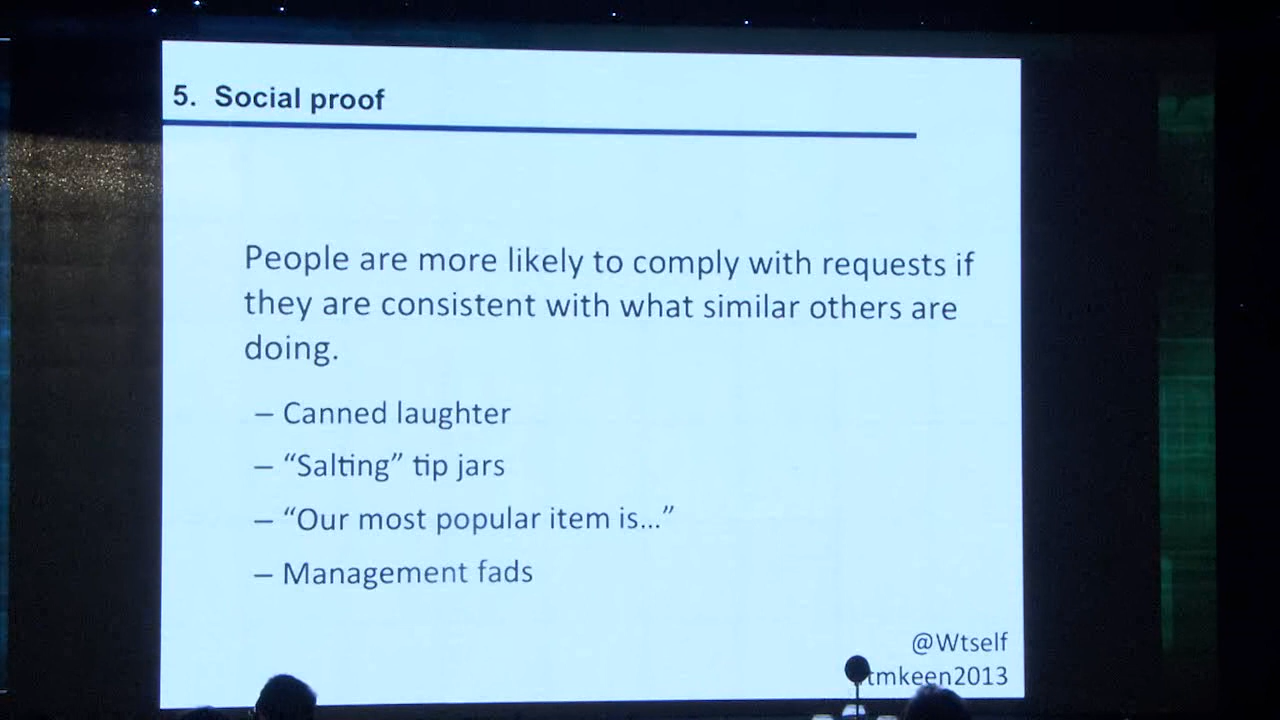 5. Social proof
People are more likely to comply with requests if
they are consistent with what similar others are
doing.
– Canned laughter
– “Salting” tip jars
– “Our most popular item is...”
– Management fads
@Wtself
tmkeen2013